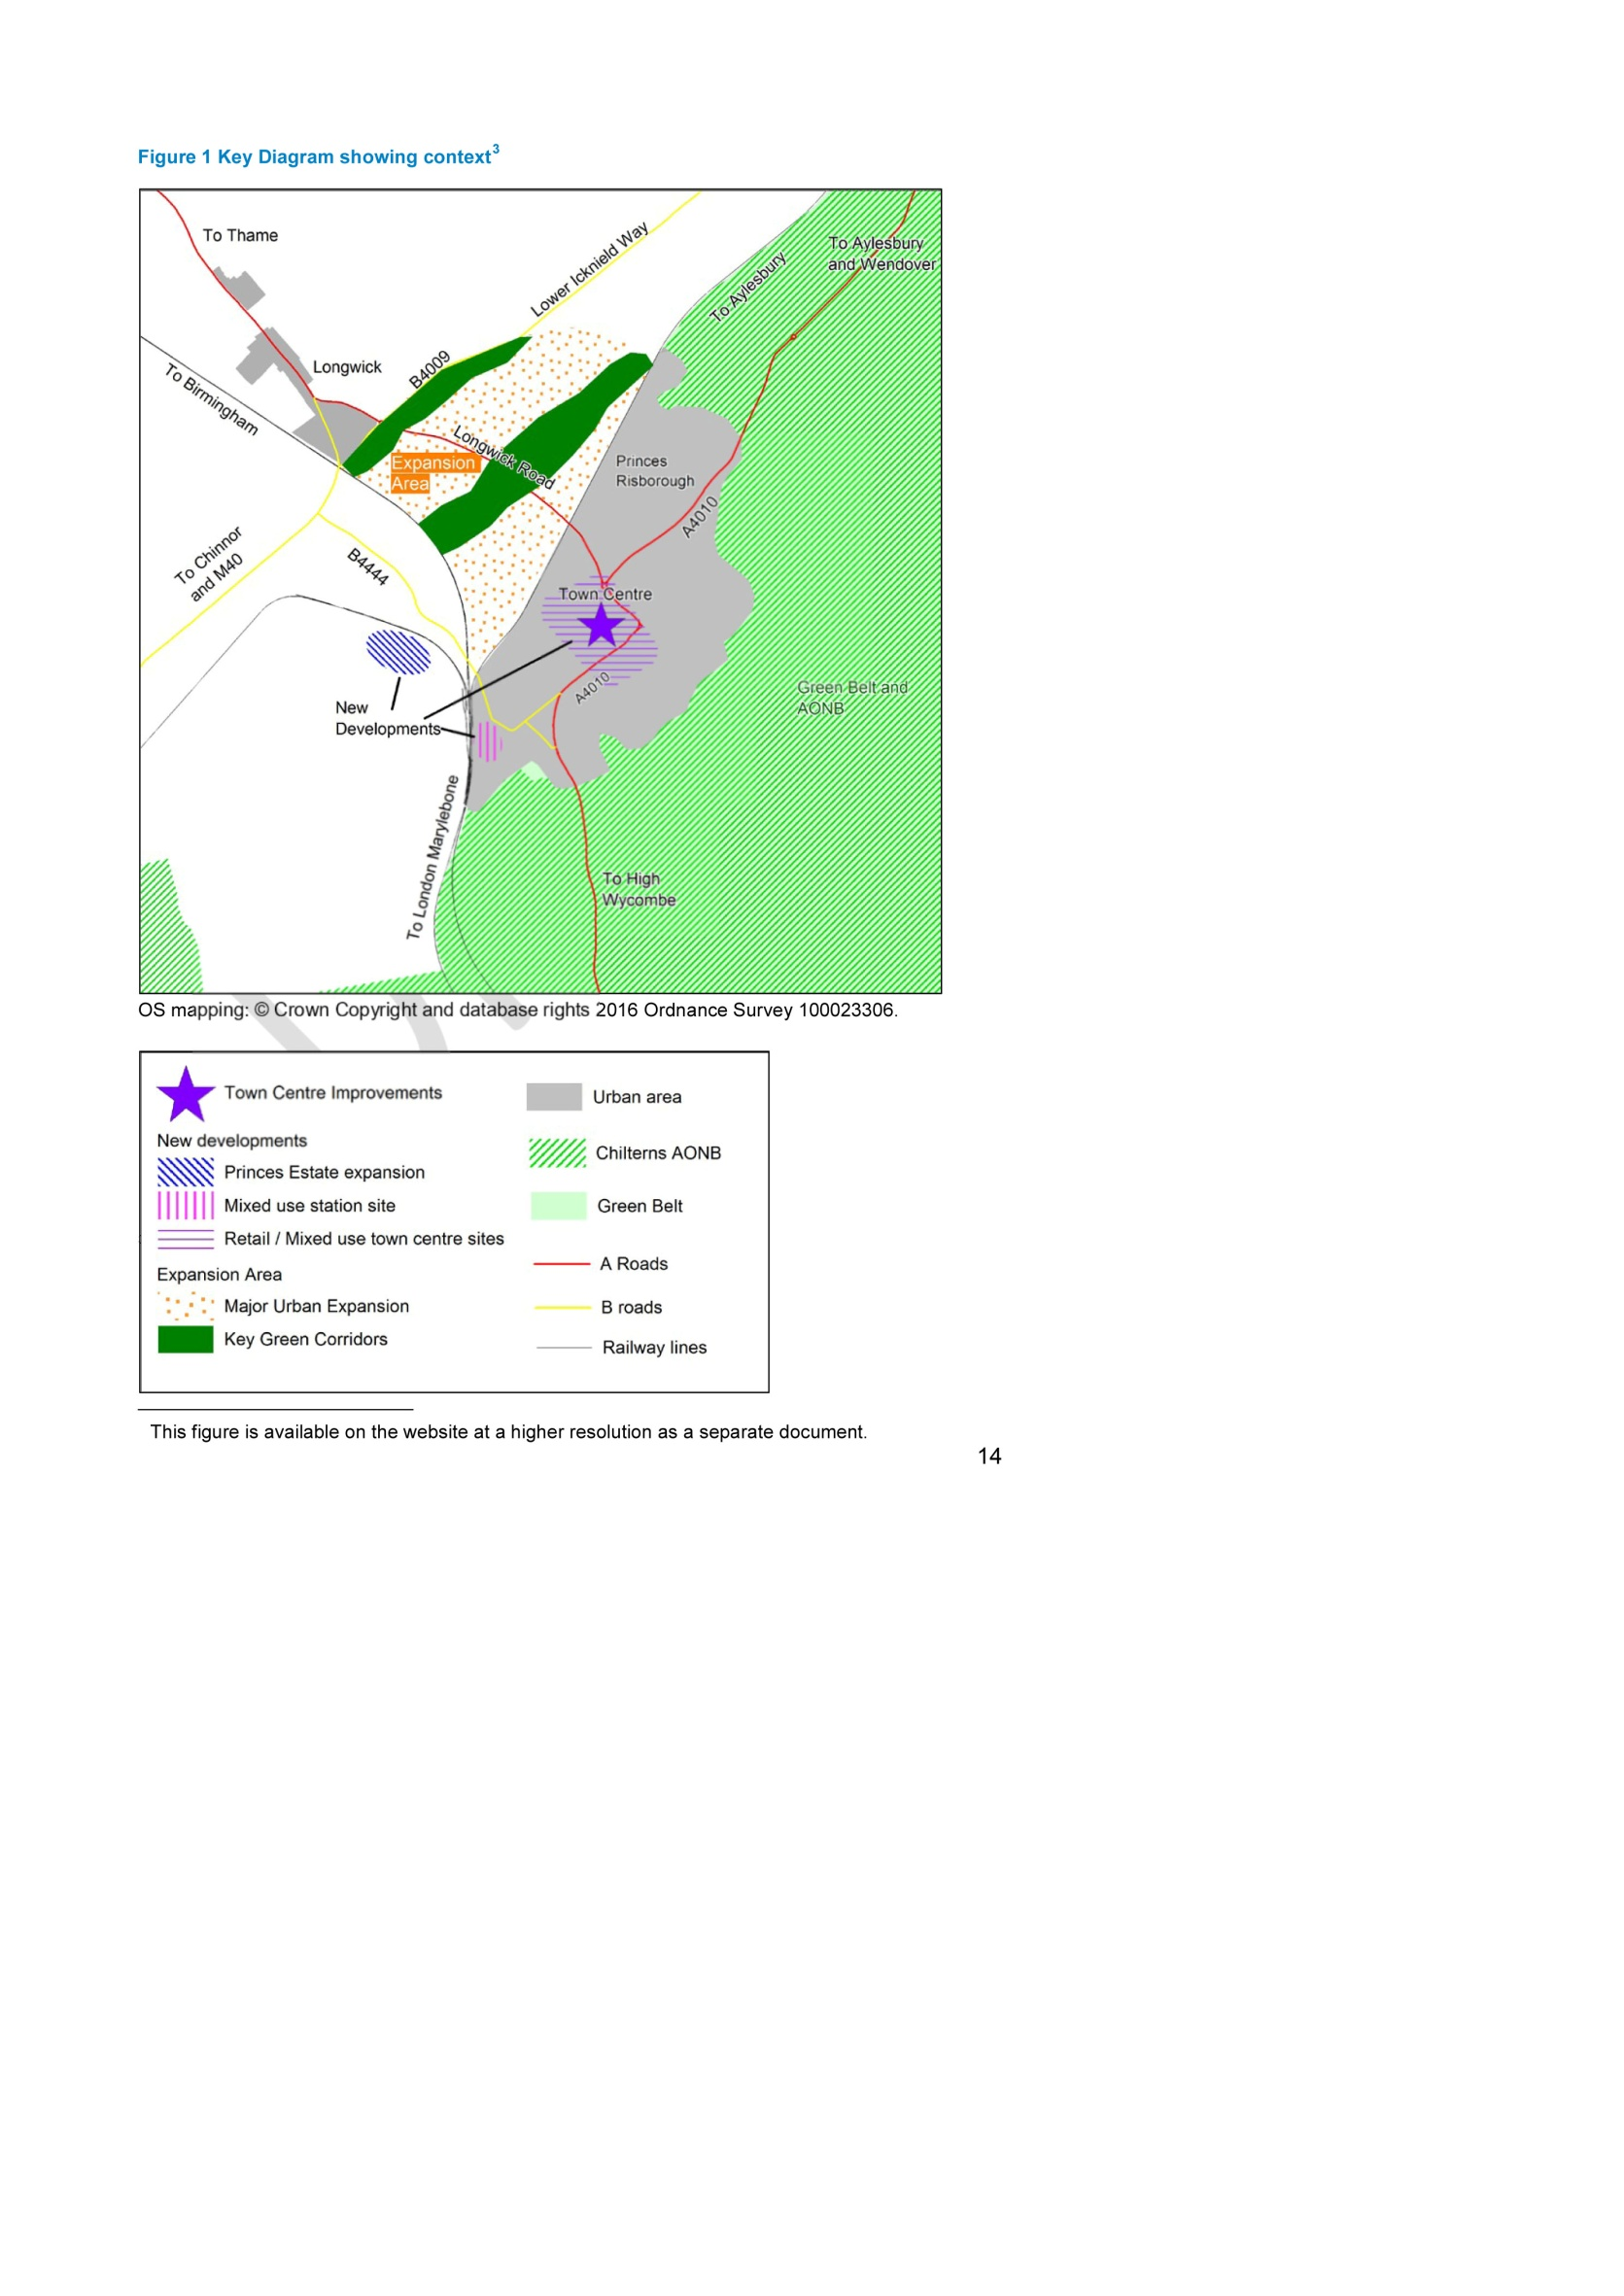 Figure 1 Key Diagram showing context3
To Thame
Lower Icknield Way
To Aylesbury
To Aylesbury
and Wendover
To Birmingham
Longwick
B4009
Longwick Road
Expansion
Area
Princes
Risborough
A4010
To Chinnor
and M40
B4444
Town Centre
A4010
Green Belt and
AONB
New
Developments
To London Marylebone
To High
Wycombe
OS mapping: © Crown Copyright and database rights 2016 Ordnance Survey 100023306.
Town Centre Improvements
New developments
Princes Estate expansion
Mixed use station site
Retail / Mixed use town centre sites
Expansion Area
Major Urban Expansion
Key Green Corridors
Urban area
Chilterns AONB
Green Belt
A Roads
B roads
Railway lines
This figure is available on the website at a higher resolution as a separate document.
14